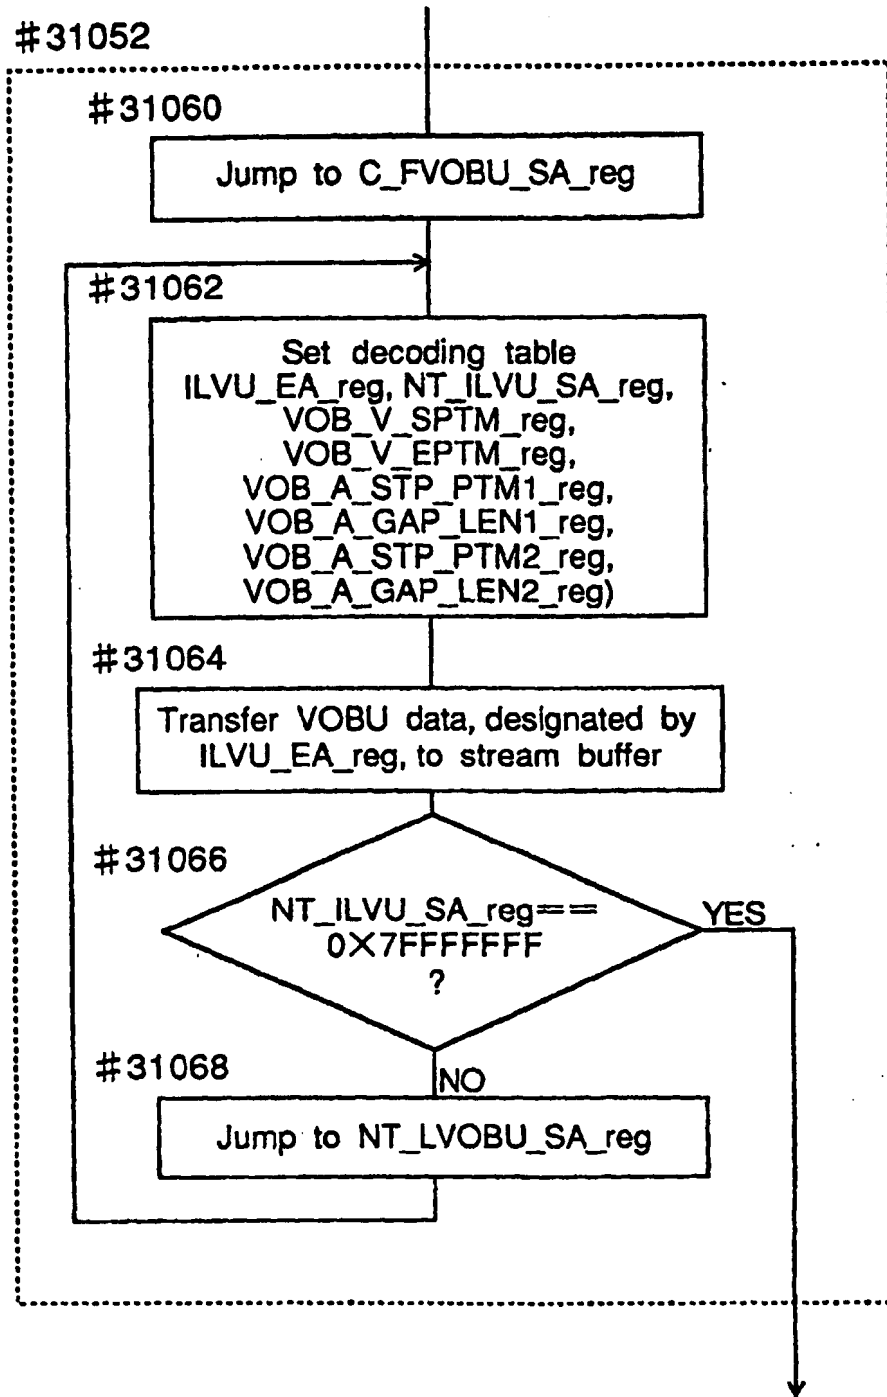 #31052
#31060
Jump to C_FVOBU_SA_reg
#31062
Set decoding table
ILVU_EA_reg, NT_ILVU_SA_reg,
VOB_V_SPTM_reg,
VOB_V_EPTM_reg,
VOB_A_STP_PTM1_reg,
VOB_A_GAP_LEN1_reg,
VOB_A_STP_PTM2_reg,
VOB_A_GAP_LEN2_reg)
#31064
Transfer VOBU data, designated by
ILVU_EA_reg, to stream buffer
#31066
NT_ILVU_SA_reg==
0X7FFFFFFF
?
YES
#31068
NO
Jump to NT_LVOBU_SA_reg